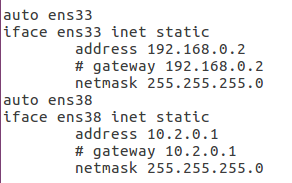 auto ens33
iface ens33 inet static
        address 192.168.0.2
        # gateway 192.168.0.2
        netmask 255.255.255.0
auto ens38
iface ens38 inet static
        address 10.2.0.1
        # gateway 10.2.0.1
        netmask 255.255.255.0